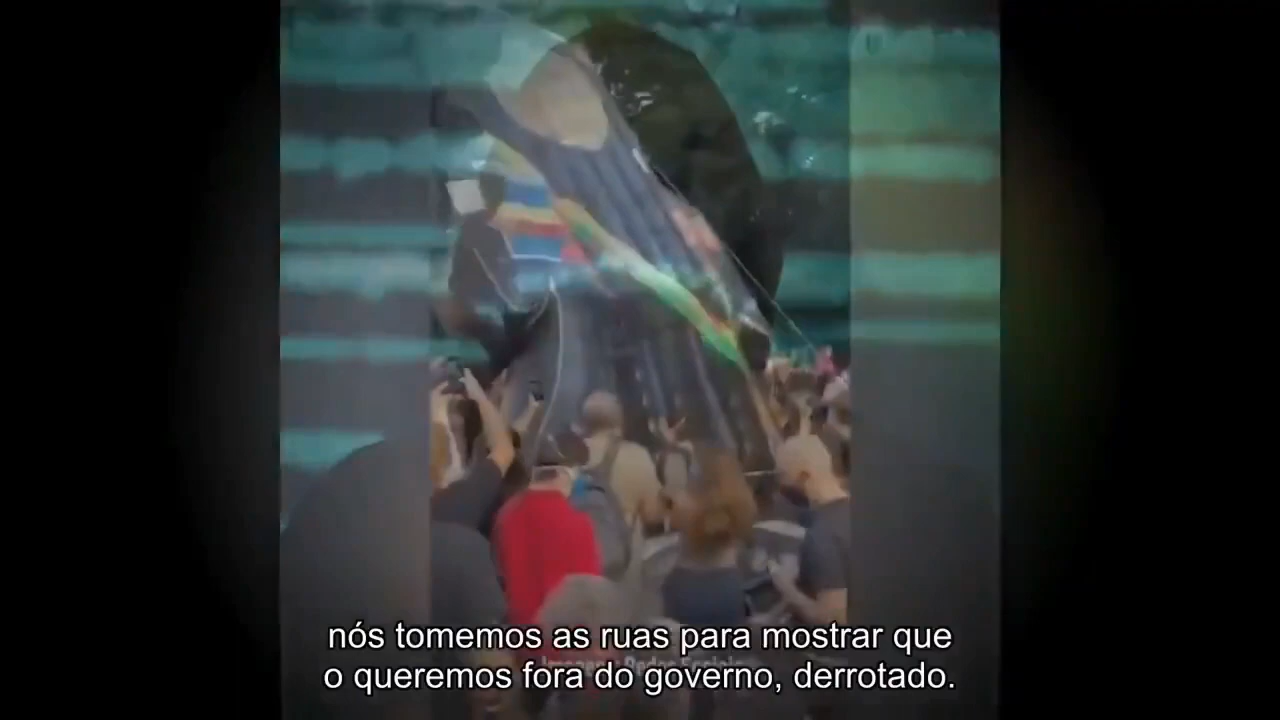 nós tomemos as ruas para mostrar que
o queremos fora do governo, derrotado.